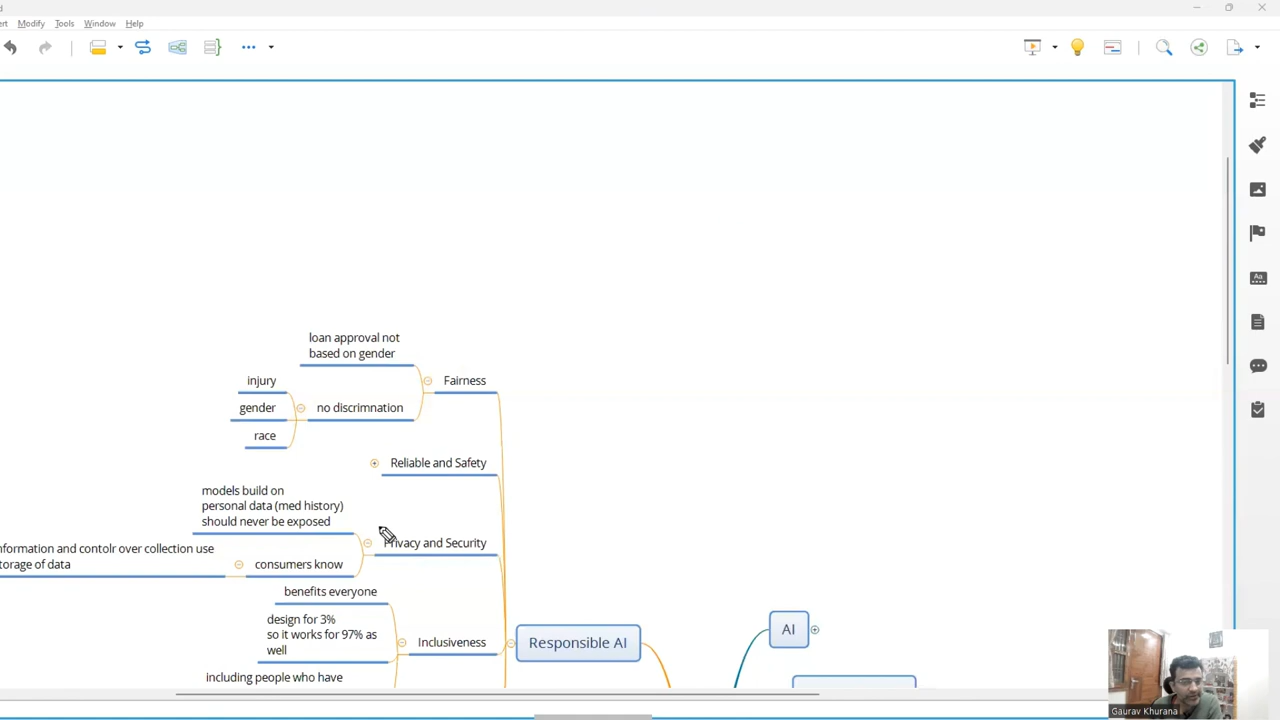 Modify Tools Window Help
loan approval not
based on gender
injury
Fairness
gender
no discrimnation
race
Reliable and Safety
models build on
personal data (med history)
should never be exposed
Privacy and Security
nformation and contolr over collection use
torage of data
consumers know
benefits everyone
design for 3%
so it works for 97% as
well
Inclusiveness
Responsible AI
AI
including people who have
Aa
Gaurav Khurana